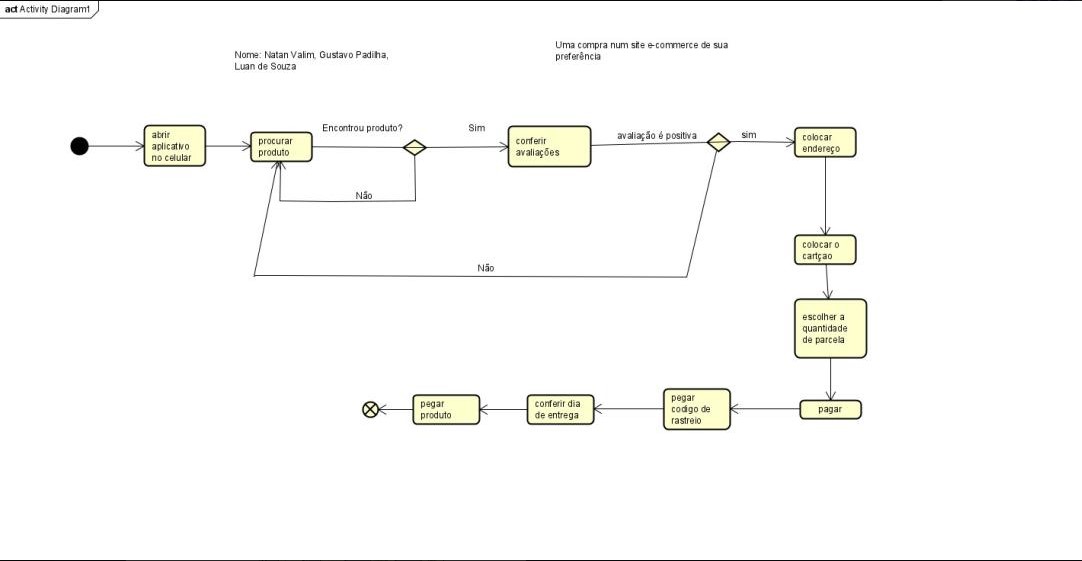 act Activity Diagram1
Nome: Natan Valim, Gustavo Padilha,
Luan de Souza
Uma compra num site e-commerce de sua
preferência
abrir
aplicativo
no celular
procurar
produto
Encontrou produto?
Sim
Não
conferir
avaliações
avaliação é positiva
sim
Não
colocar
endereço
colocar o
cartçao
escolher a
quantidade
de parcela
pagar
pegar
codigo de
rastreio
conferir dia
de entrega
pegar
produto